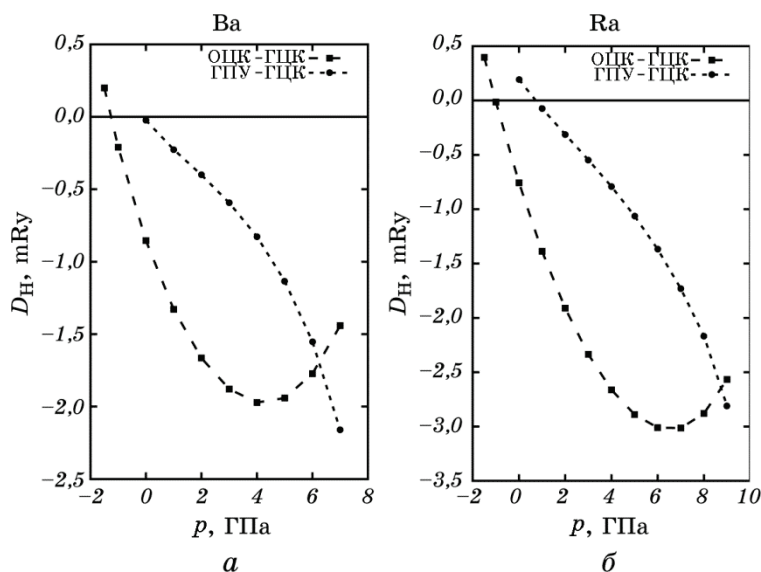 Ba
ОЦК–ГЦК
ГПУ–ГЦК
0,5
0,0
–0,5
–1,0
–1,5
–2,0
–2,5
D_H, mRy
–2 0 2 4 6 8
p, ГПа
а
Ra
ОЦК–ГЦК
ГПУ–ГЦК
0,5
0,0
–0,5
–1,0
–1,5
–2,0
–2,5
–3,0
–3,5
D_H, mRy
–2 0 2 4 6 8 10
p, ГПа
б